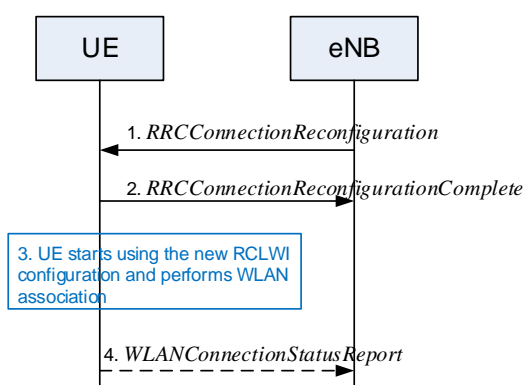 UE
eNB
1. RRCConnectionReconfiguration
2. RRCConnectionReconfigurationComplete
3. UE starts using the new RCLWI
configuration and performs WLAN
association
4. WLANConnectionStatusReport